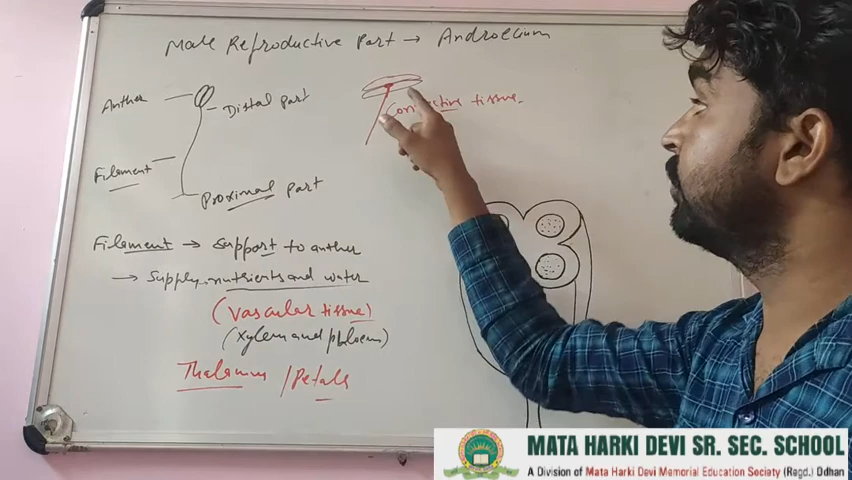 Male Reproductive Part → Androecium
Anther
Distal part
tissue.
Filament
Proximal part
Filament → Support to anther
→ Supply nutrients and water
(Vascular tissue)
(Xylem and phloem)
Thalamus / Petals
MATA HARKI DEVI SR. SEC. SCHOOL
A Division of Mata Harki Devi Memorial Education Society (Regd.) Odhan